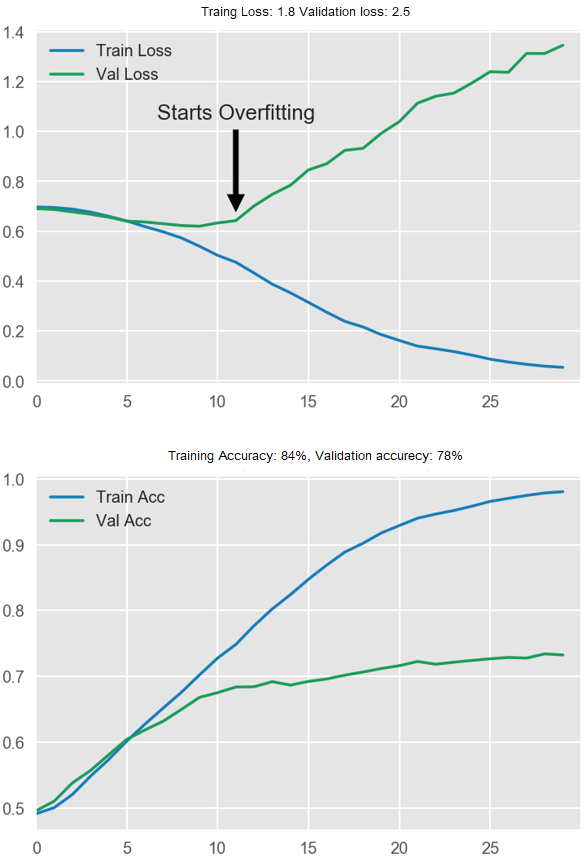 Traing Loss: 1.8 Validation loss: 2.5
1.4
Train Loss
Val Loss
1.2
Starts Overfitting
1.0
0.8
0.6
0.4
0.2
0.0
0 5 10 15 20 25
Training Accuracy: 84%, Validation accurecy: 78%
1.0
Train Acc
Val Acc
0.9
0.8
0.7
0.6
0.5
0 5 10 15 20 25